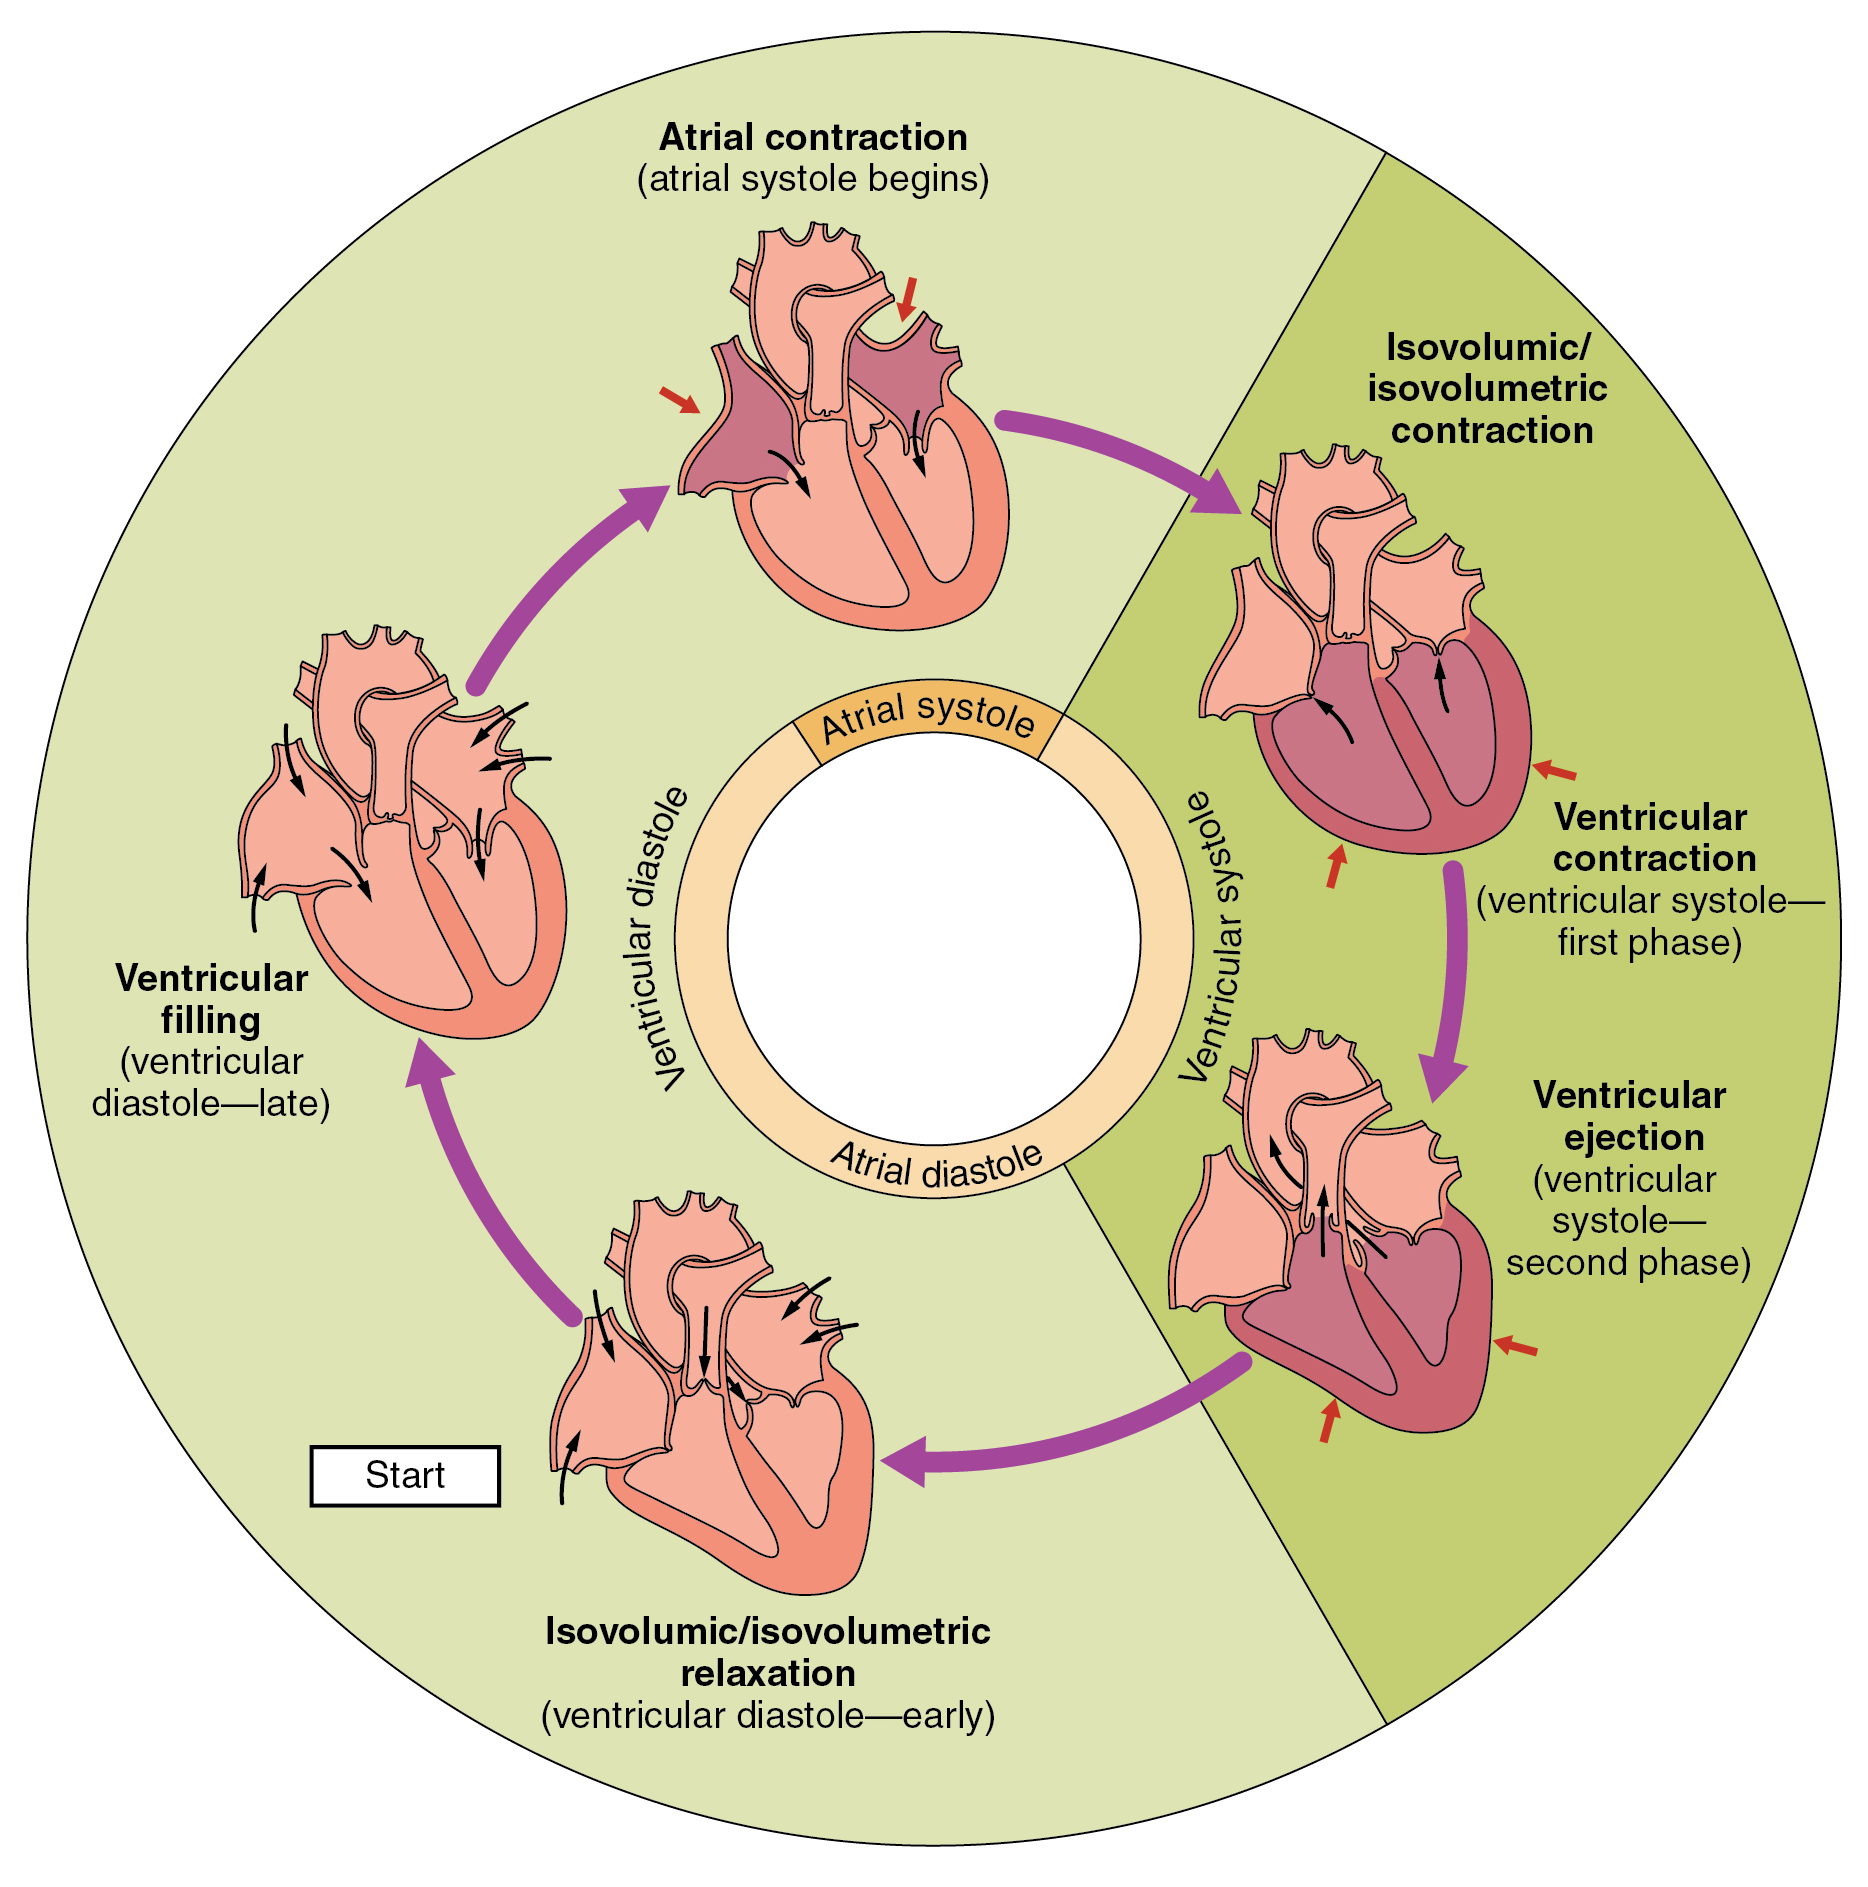 Atrial contraction
(atrial systole begins)
Isovolumic/
isovolumetric
contraction
Ventricular
contraction
(ventricular systole—
first phase)
Ventricular
ejection
(ventricular
systole—
second phase)
Isovolumic/isovolumetric
relaxation
(ventricular diastole—early)
Start
Ventricular
filling
(ventricular
diastole—late)
Atrial systole
Ventricular systole
Atrial diastole
Ventricular diastole